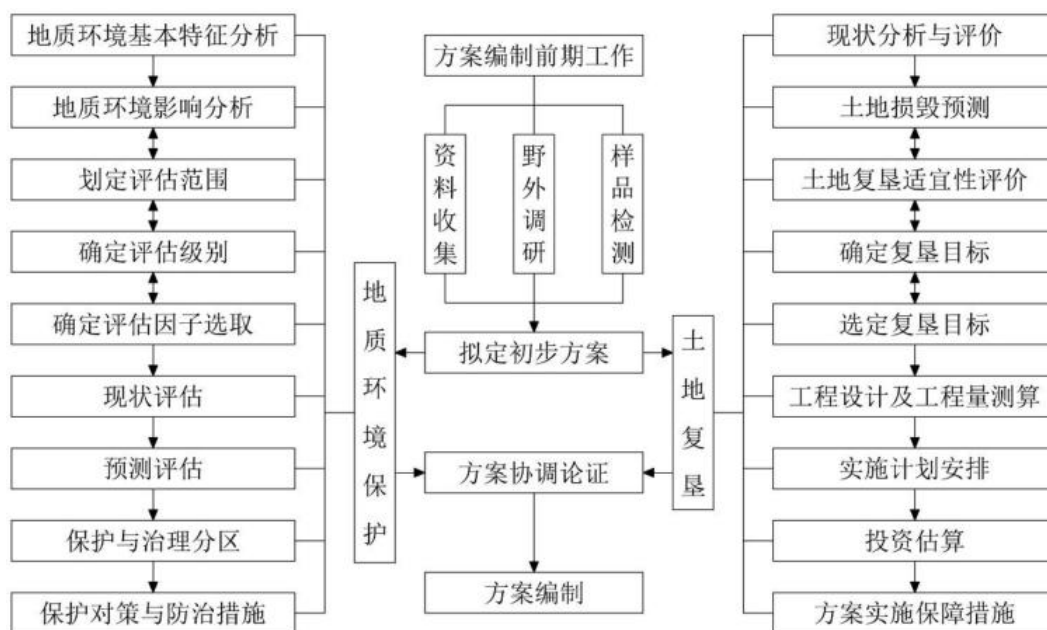 地质环境基本特征分析
地质环境影响分析
划定评估范围
确定评估级别
确定评估因子选取
现状评估
预测评估
保护与治理分区
保护对策与防治措施
地质环境保护
方案编制前期工作
资料收集
野外调研
样品检测
拟定初步方案
方案协调论证
方案编制
土地复垦
现状分析与评价
土地损毁预测
土地复垦适宜性评价
确定复垦目标
选定复垦目标
工程设计及工程量测算
实施计划安排
投资估算
方案实施保障措施